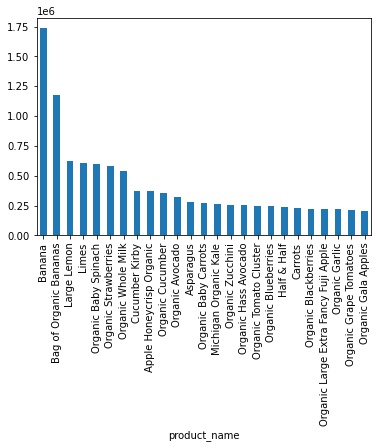 1e6
1.75
1.50
1.25
1.00
0.75
0.50
0.25
0.00
Banana
Bag of Organic Bananas
Large Lemon
Limes
Organic Baby Spinach
Organic Strawberries
Organic Whole Milk
Cucumber Kirby
Apple Honeycrisp Organic
Organic Cucumber
Organic Avocado
Asparagus
Organic Baby Carrots
Michigan Organic Kale
Organic Zucchini
Organic Hass Avocado
Organic Tomato Cluster
Organic Blueberries
Half & Half
Carrots
Organic Blackberries
Organic Large Extra Fancy Fuji Apple
Organic Garlic
Organic Grape Tomatoes
Organic Gala Apples
product_name